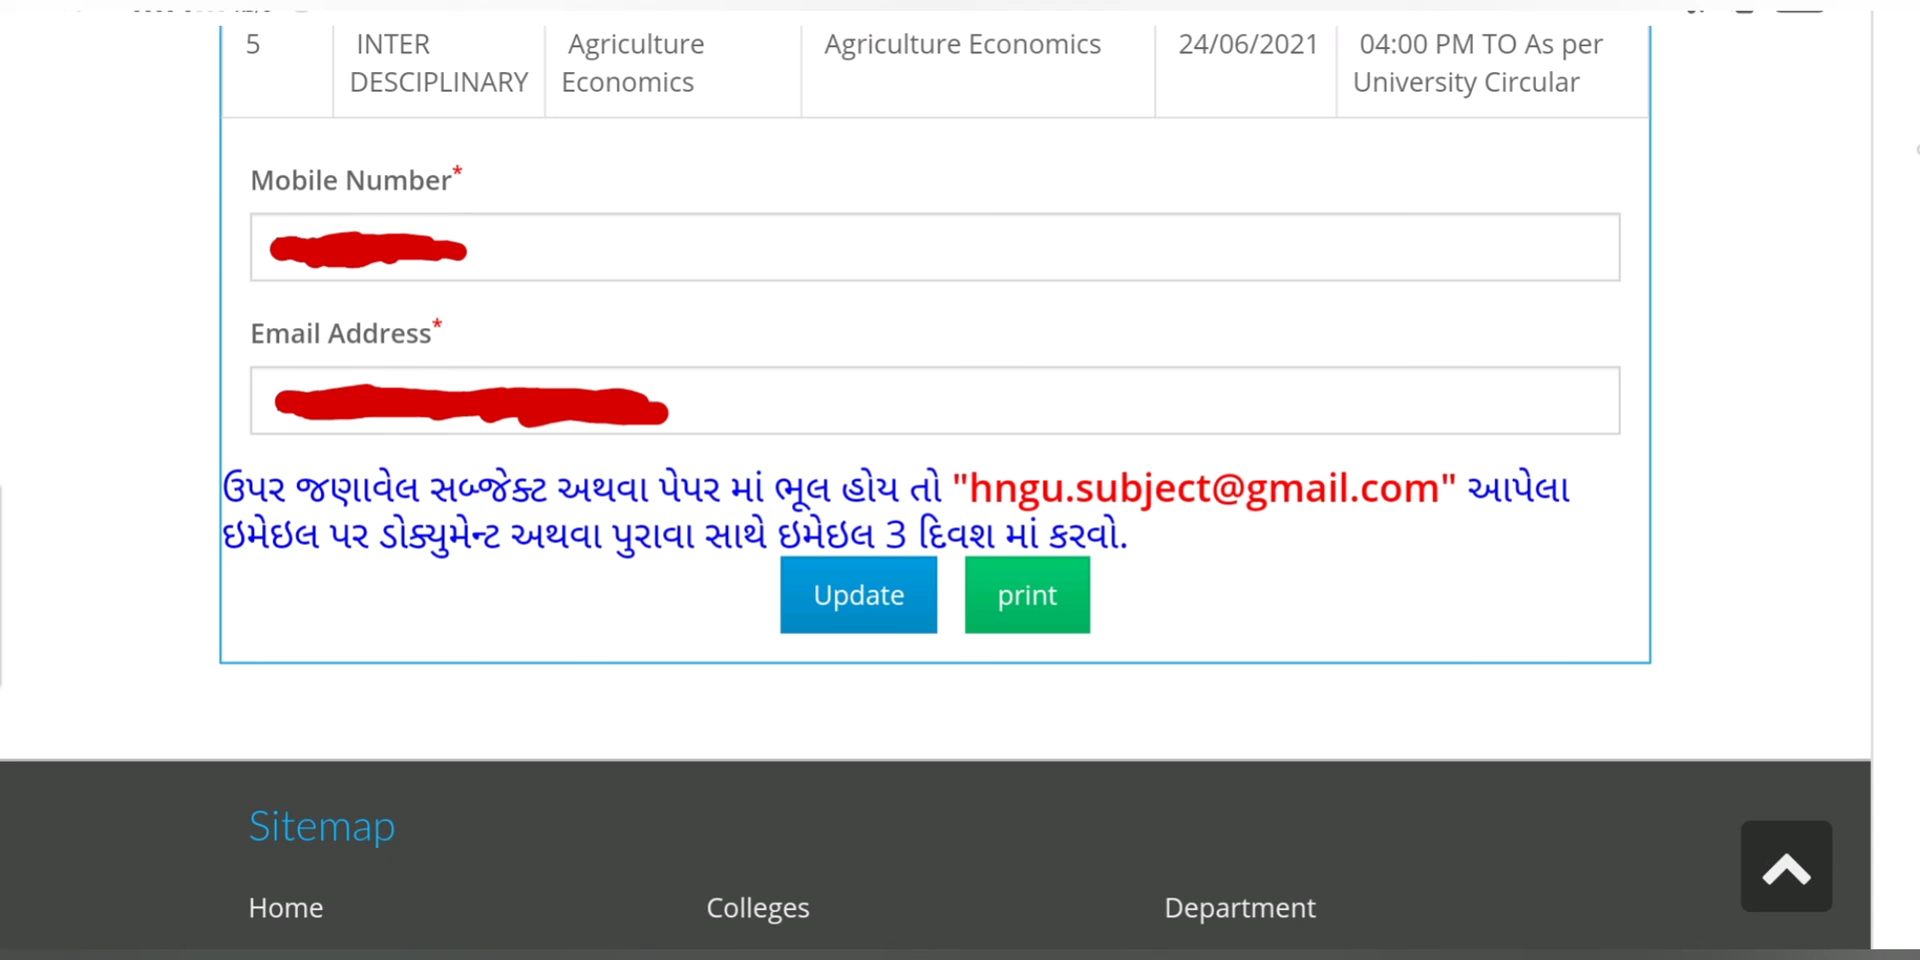 5 INTER Agriculture Agriculture Economics 24/06/2021 04:00 PM TO As per
DESCIPLINARY Economics University Circular
Mobile Number*
Email Address*
ઉપર જણાવેલ સબ્જેક્ટ અથવા પેપર માં ભૂલ હોય તો "hngu.subject@gmail.com" આપેલા
ઇમેઇલ પર ડોક્યુમેન્ટ અથવા પુરાવા સાથે ઇમેઇલ 3 દિવશ માં કરવો.
Update print
Sitemap
Home Colleges Department